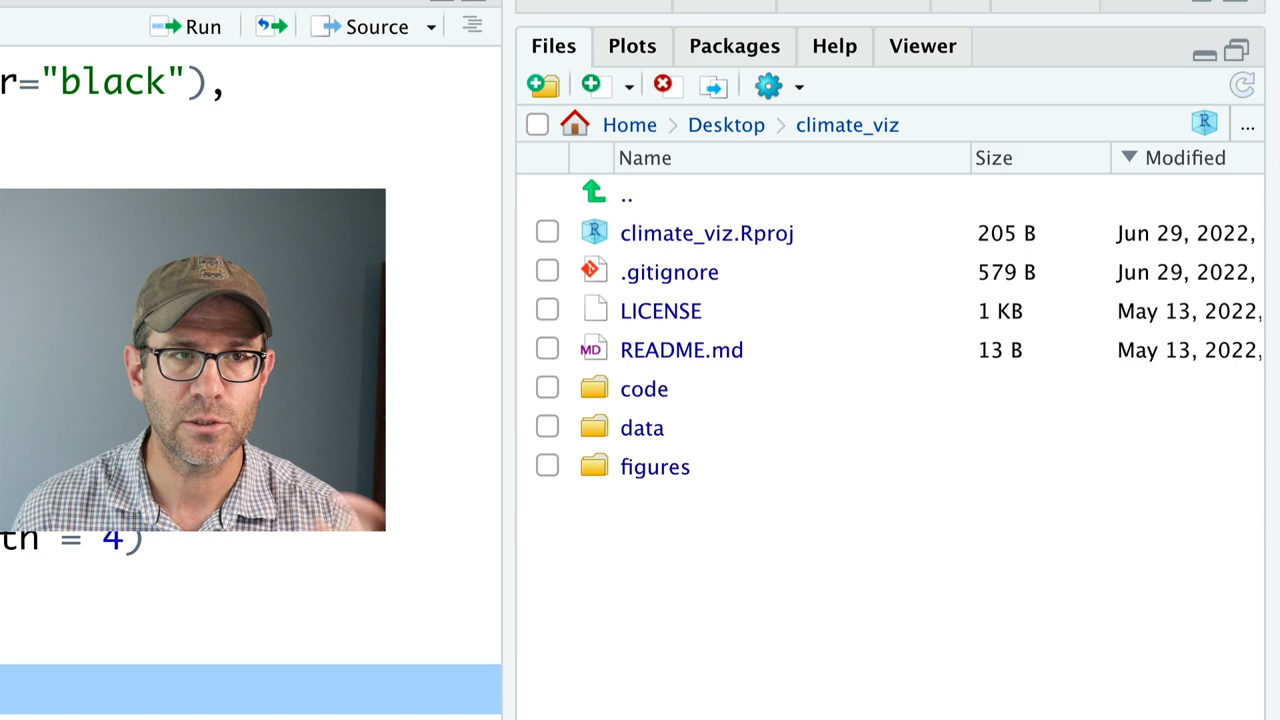 Run
Source
r="black"),
th = 4)
Files Plots Packages Help Viewer
Home Desktop climate_viz R ...
Name Size Modified
..
R climate_viz.Rproj 205 B Jun 29, 2022,
.gitignore 579 B Jun 29, 2022,
LICENSE 1 KB May 13, 2022,
MD README.md 13 B May 13, 2022,
code
data
figures